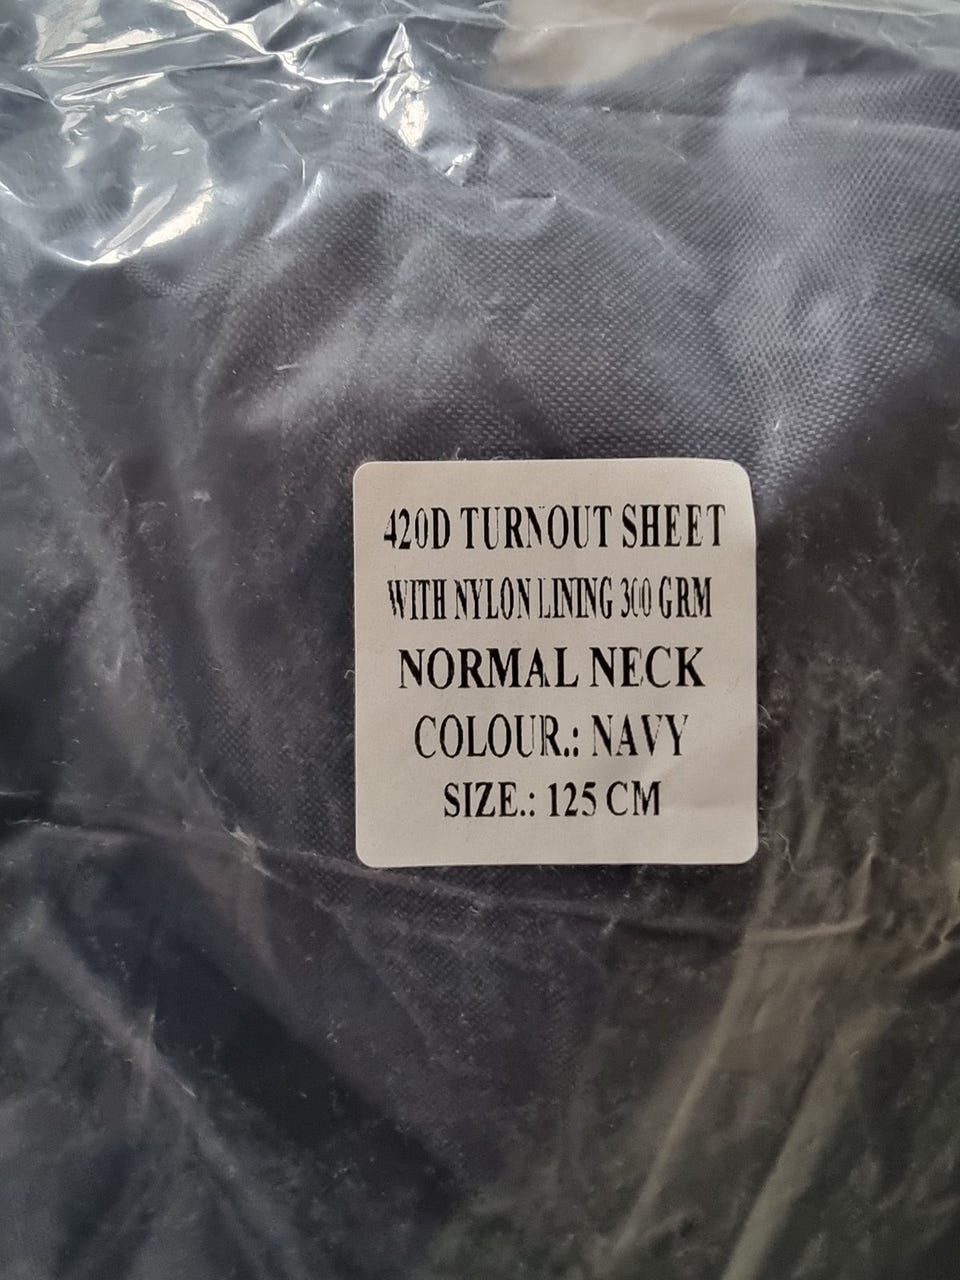 420D TURNOUT SHEET
WITH NYLON LINING 300 GRM
NORMAL NECK
COLOUR.: NAVY
SIZE.: 125 CM